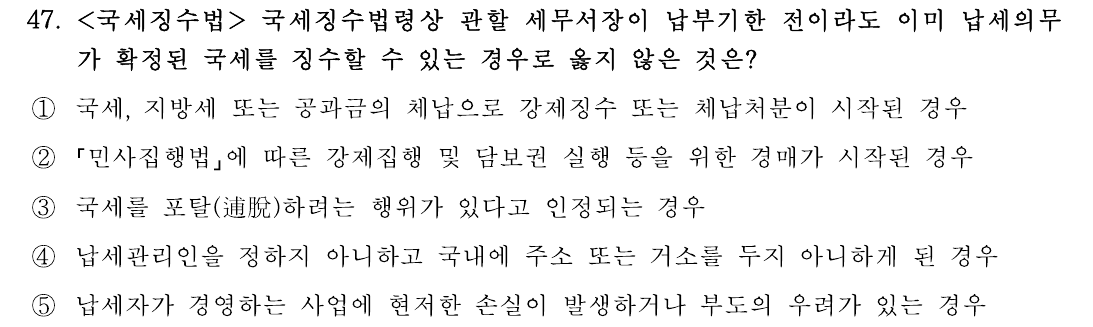 47. <국세징수법> 국세징수법령상 관할 세무서장이 납부기한 전이라도 이미 납세의무
가 확정된 국세를 징수할 수 있는 경우로 옳지 않은 것은?
① 국세, 지방세 또는 공과금의 체납으로 강제징수 또는 체납처분이 시작된 경우
② 「민사집행법」에 따른 강제집행 및 담보권 실행 등을 위한 경매가 시작된 경우
③ 국세를 포탈(逋脫)하려는 행위가 있다고 인정되는 경우
④ 납세관리인을 정하지 아니하고 국내에 주소 또는 거소를 두지 아니하게 된 경우
⑤ 납세자가 경영하는 사업에 현저한 손실이 발생하거나 부도의 우려가 있는 경우